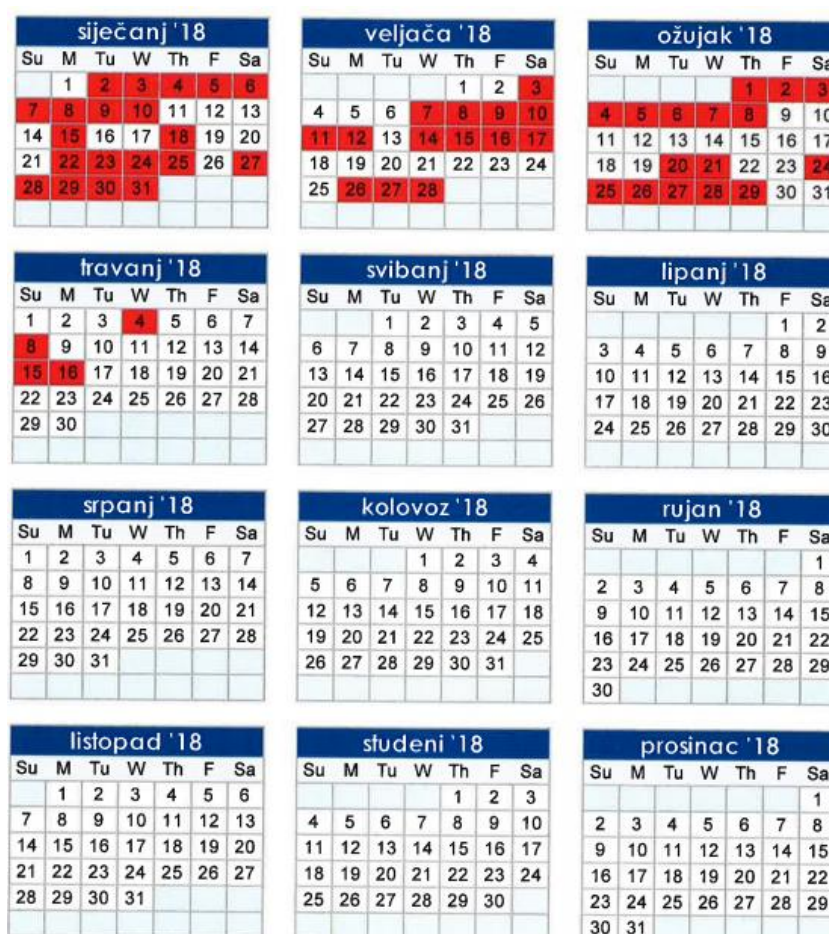 siječanj '18 veljača '18 ožujak '18
Su M Tu W Th F Sa Su M Tu W Th F Sa Su M Tu W Th F Sa
1 2 3 4 5 6 1 2 3 1 2 3
7 8 9 10 11 12 13 4 5 6 7 8 9 10 4 5 6 7 8 9 10
14 15 16 17 18 19 20 11 12 13 14 15 16 17 11 12 13 14 15 16 17
21 22 23 24 25 26 27 18 19 20 21 22 23 24 18 19 20 21 22 23 24
28 29 30 31 25 26 27 28 25 26 27 28 29 30 31
travanj '18 svibanj '18 lipanj '18
Su M Tu W Th F Sa Su M Tu W Th F Sa Su M Tu W Th F Sa
1 2 3 4 5 6 7 1 2 3 4 5 1 2
8 9 10 11 12 13 14 6 7 8 9 10 11 12 3 4 5 6 7 8 9
15 16 17 18 19 20 21 13 14 15 16 17 18 19 10 11 12 13 14 15 16
22 23 24 25 26 27 28 20 21 22 23 24 25 26 17 18 19 20 21 22 23
29 30 27 28 29 30 31 24 25 26 27 28 29 30
srpanj '18 kolovoz '18 rujan '18
Su M Tu W Th F Sa Su M Tu W Th F Sa Su M Tu W Th F Sa
1 2 3 4 5 6 7 1 2 3 4 1
8 9 10 11 12 13 14 5 6 7 8 9 10 11 2 3 4 5 6 7 8
15 16 17 18 19 20 21 12 13 14 15 16 17 18 9 10 11 12 13 14 15
22 23 24 25 26 27 28 19 20 21 22 23 24 25 16 17 18 19 20 21 22
29 30 31 26 27 28 29 30 31 23 24 25 26 27 28 29
30
listopad '18 studeni '18 prosinac '18
Su M Tu W Th F Sa Su M Tu W Th F Sa Su M Tu W Th F Sa
1 2 3 4 5 6 1 2 3 1
7 8 9 10 11 12 13 4 5 6 7 8 9 10 2 3 4 5 6 7 8
14 15 16 17 18 19 20 11 12 13 14 15 16 17 9 10 11 12 13 14 15
21 22 23 24 25 26 27 18 19 20 21 22 23 24 16 17 18 19 20 21 22
28 29 30 31 25 26 27 28 29 30 23 24 25 26 27 28 29
30 31